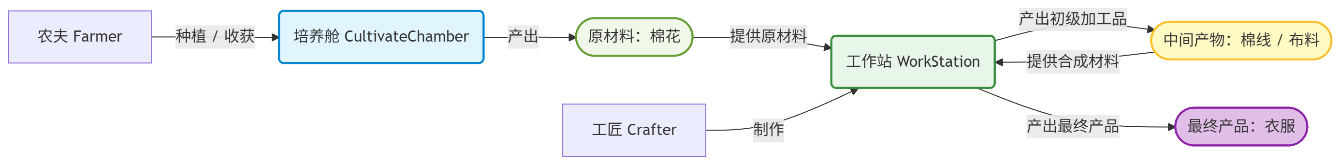 农夫 Farmer
种植 / 收获
培养舱 CultivateChamber
产出
原材料：棉花
提供原材料
工作站 WorkStation
产出初级加工品
中间产物：棉线 / 布料
提供合成材料
工匠 Crafter
制作
产出最终产品
最终产品：衣服